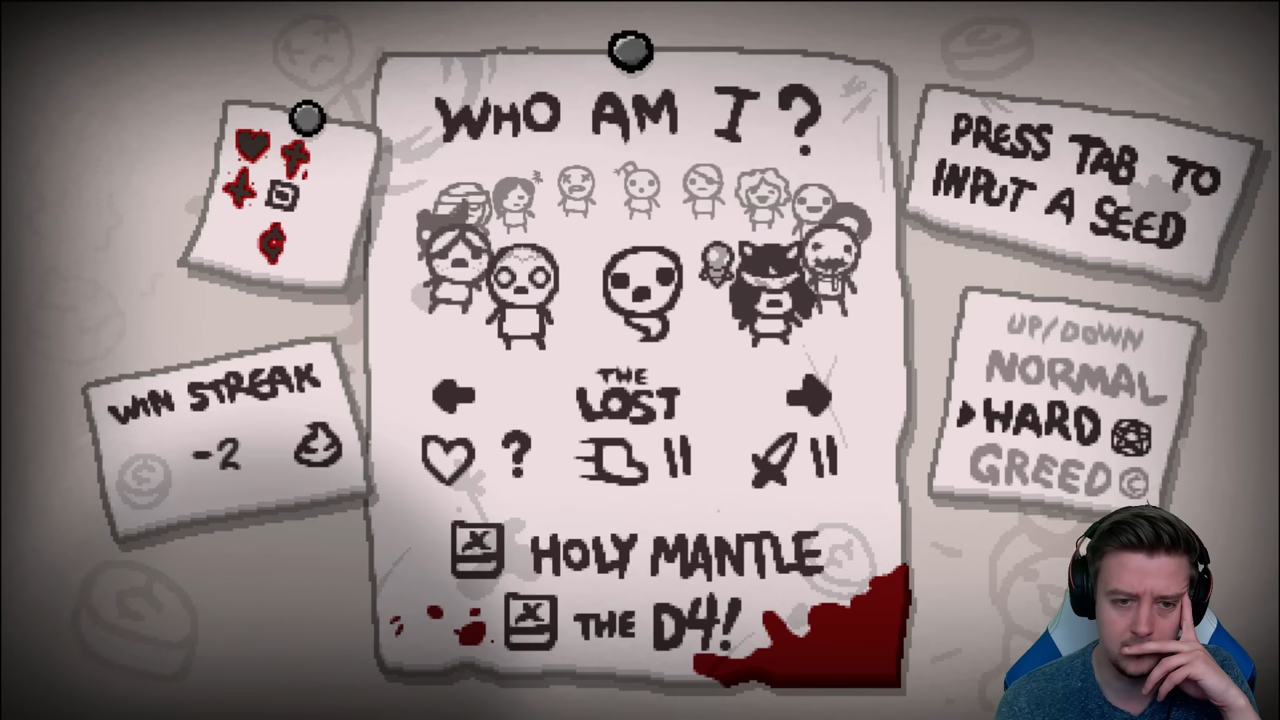 WHO AM I?
PRESS TAB TO
INPUT A SEED
WIN STREAK
-2
THE
LOST
?
HOLY MANTLE
THE D4!
UP/DOWN
NORMAL
HARD
GREED